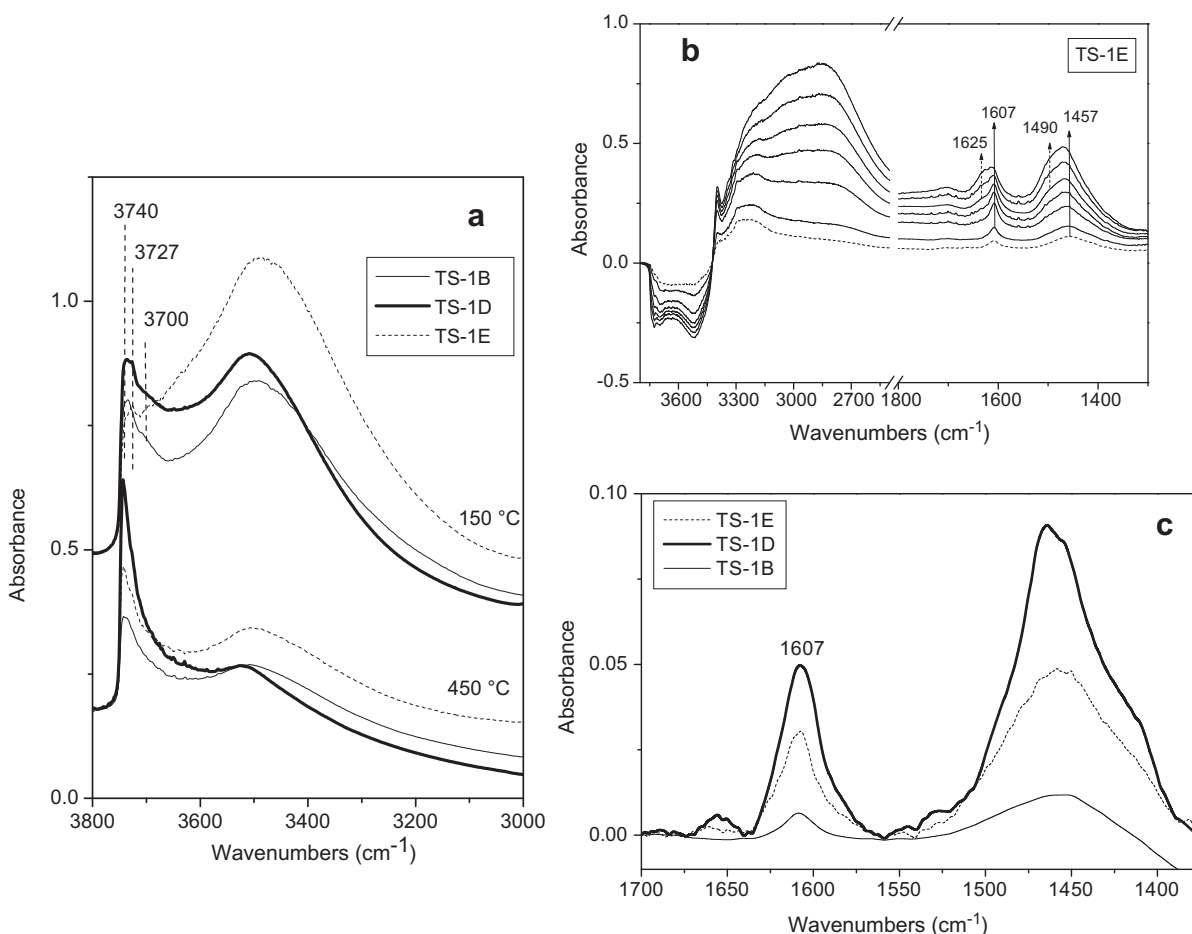 a
3740
3727
3700
TS-1B
TS-1D
TS-1E
150 °C
450 °C
1.0
0.5
0.0
3800 3600 3400 3200 3000
Wavenumbers (cm-1)
Absorbance
b
TS-1E
1625
1607
1490
1457
1.0
0.5
0.0
-0.5
3600 3300 3000 2700 1800 1600 1400
Wavenumbers (cm-1)
Absorbance
c
TS-1E
TS-1D
TS-1B
1607
0.10
0.05
0.00
1700 1650 1600 1550 1500 1450 1400
Wavenumbers (cm-1)
Absorbance